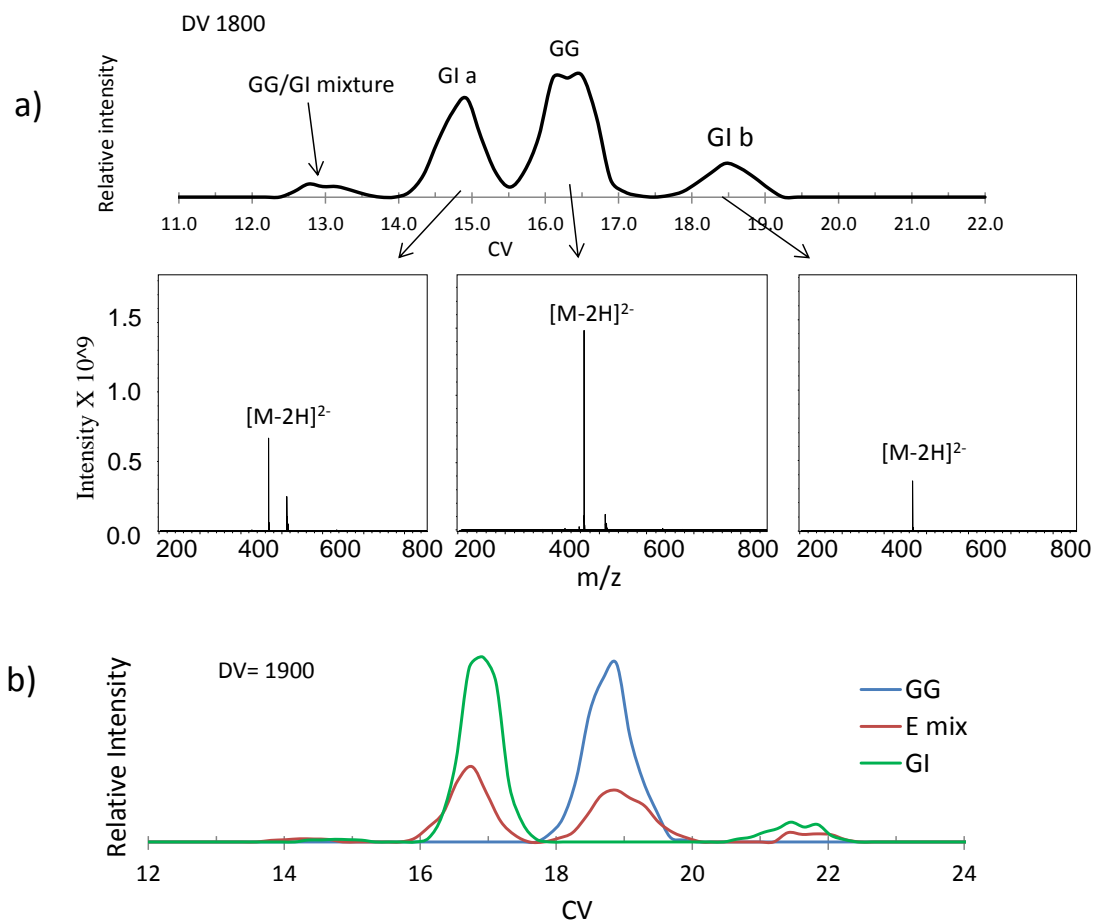 DV 1800
a)
Relative intensity
GG/GI mixture
GI a
GG
GI b
11.0 12.0 13.0 14.0 15.0 16.0 17.0 18.0 19.0 20.0 21.0 22.0
CV
Intensity X 10^9
1.5
1.0
0.5
0.0
[M-2H]2-
[M-2H]2-
[M-2H]2-
200 400 600 800
200 400 600 800
200 400 600 800
m/z
b)
DV= 1900
Relative Intensity
GG
E mix
GI
12 14 16 18 20 22 24
CV